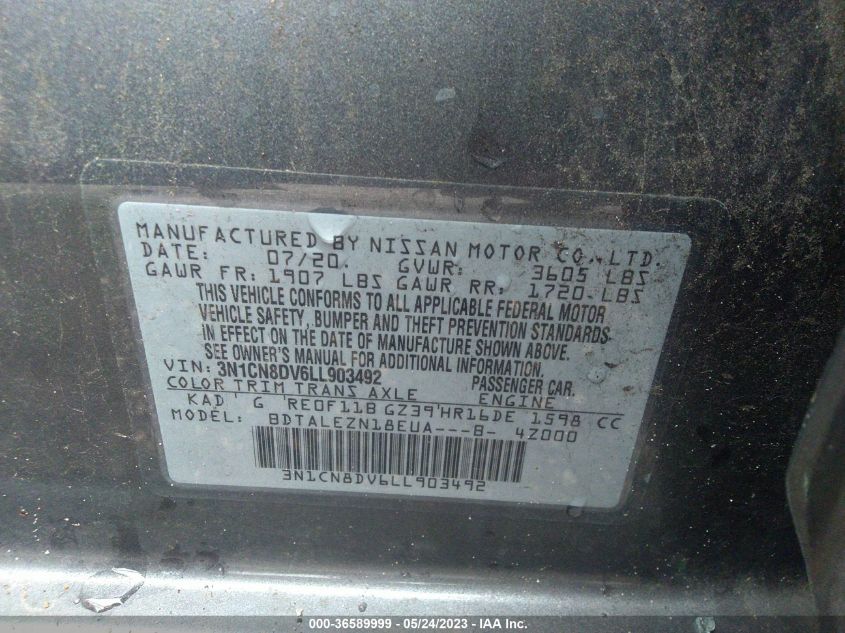 MANUFACTURED BY NISSAN MOTOR CO., LTD.
DATE: 07/20. GVWR: 3605 LBS
GAWR FR: 1907 LBS GAWR RR: 1720 LBS
THIS VEHICLE CONFORMS TO ALL APPLICABLE FEDERAL MOTOR
VEHICLE SAFETY, BUMPER AND THEFT PREVENTION STANDARDS
IN EFFECT ON THE DATE OF MANUFACTURE SHOWN ABOVE.
SEE OWNER'S MANUAL FOR ADDITIONAL INFORMATION.
VIN: 3N1CN8DV6LL903492 PASSENGER CAR.
COLOR TRIM TRANS AXLE ENGINE
KAD G RE0F11B GZ39 HR16DE 1598 CC
MODEL: BDTALEZN18EUA---B- 4Z000
3N1CN8DV6LL903492
000-36589999 - 05/24/2023 - IAA Inc.